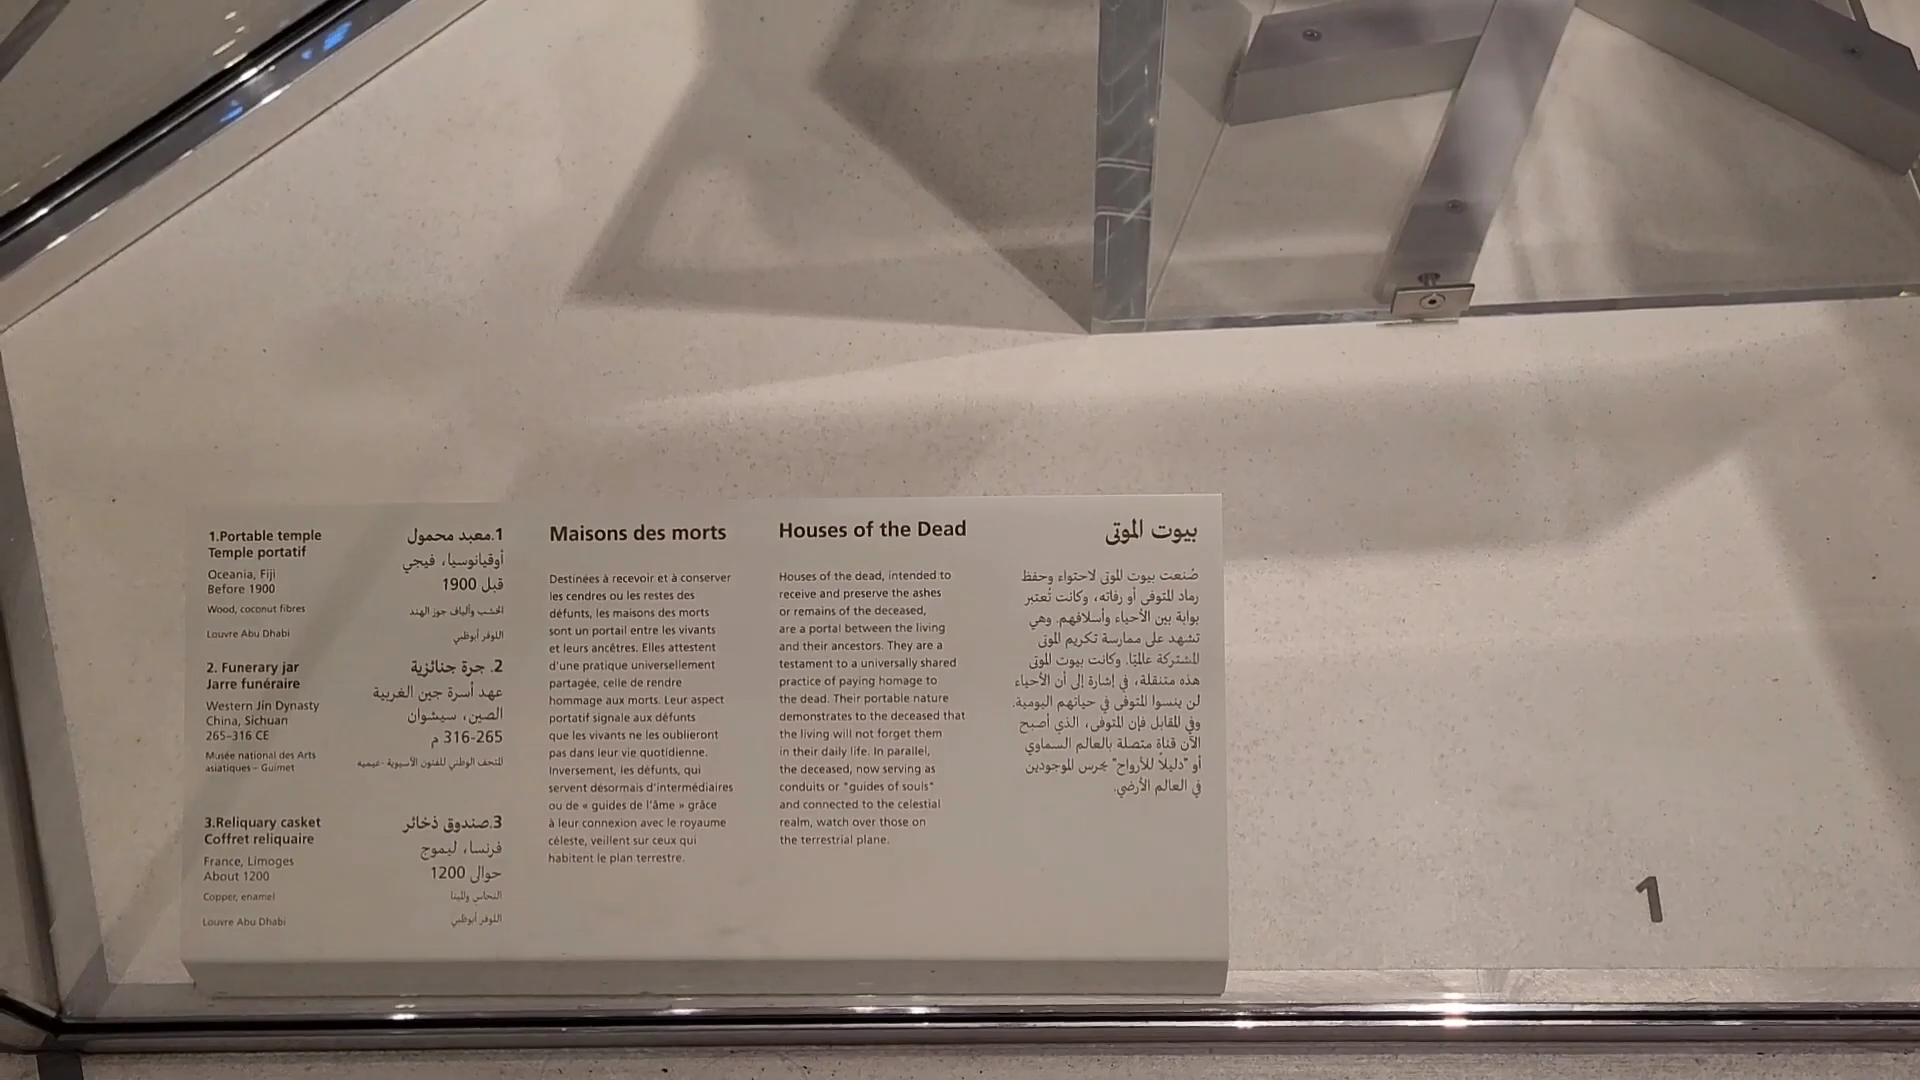 1.Portable temple
Temple portatif
Oceania, Fiji
Before 1900
Wood, coconut fibres
Louvre Abu Dhabi
2. Funerary jar
Jarre funéraire
Western Jin Dynasty
China, Sichuan
265–316 CE
Musée national des Arts
asiatiques – Guimet
3.Reliquary casket
Coffret reliquaire
France, Limoges
About 1200
Copper, enamel
Louvre Abu Dhabi
1.معبد محمول
أوقيانوسيا، فيجي
قبل 1900
الخشب وألياف جوز الهند
اللوفر أبوظبي
2. جرة جنائزية
عهد أسرة جين الغربية
الصين، سيشوان
265-316 م
المتحف الوطني للفنون الآسيوية -غيميه
3.صندوق ذخائر
فرنسا، ليموج
حوالى 1200
النحاس والمينا
اللوفر أبوظبي
Maisons des morts
Destinées à recevoir et à conserver
les cendres ou les restes des
défunts, les maisons des morts
sont un portail entre les vivants
et leurs ancêtres. Elles attestent
d'une pratique universellement
partagée, celle de rendre
hommage aux morts. Leur aspect
portatif signale aux défunts
que les vivants ne les oublieront
pas dans leur vie quotidienne.
Inversement, les défunts, qui
servent désormais d'intermédiaires
ou de « guides de l'âme » grâce
à leur connexion avec le royaume
céleste, veillent sur ceux qui
habitent le plan terrestre.
Houses of the Dead
Houses of the dead, intended to
receive and preserve the ashes
or remains of the deceased,
are a portal between the living
and their ancestors. They are a
testament to a universally shared
practice of paying homage to
the dead. Their portable nature
demonstrates to the deceased that
the living will not forget them
in their daily life. In parallel,
the deceased, now serving as
conduits or "guides of souls"
and connected to the celestial
realm, watch over those on
the terrestrial plane.
بيوت الموتى
صُنعت بيوت الموتى لاحتواء وحفظ
رماد المتوفى أو رفاته، وكانت تُعتبر
بوابة بين الأحياء وأسلافهم. وهي
تشهد على ممارسة تكريم الموتى
المشتركة عالميًا. وكانت بيوت الموتى
هذه متنقلة، في إشارة إلى أن الأحياء
لن ينسوا المتوفى في حياتهم اليومية.
وفي المقابل فإن المتوفى، الذي أصبح
الآن قناة متصلة بالعالم السماوي
أو "دليلاً للأرواح" يحرس الموجودين
في العالم الأرضي.
1